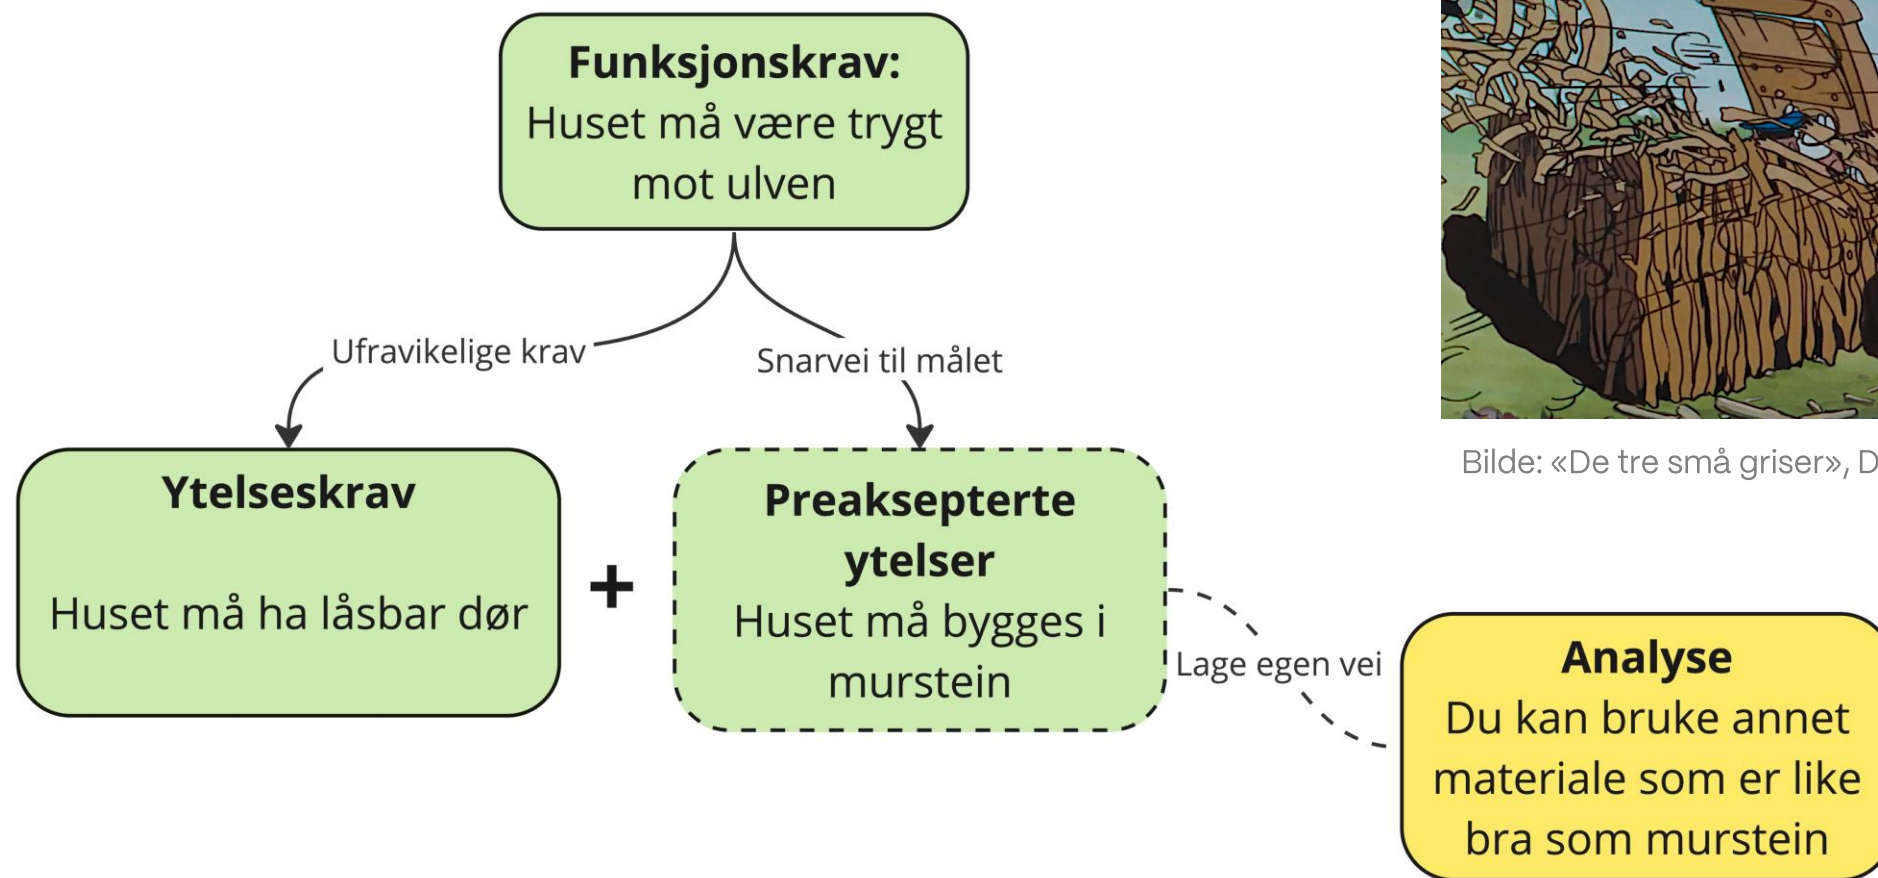 Funksjonskrav:
Huset må være trygt
mot ulven
Ufravikelige krav
Snarvei til målet
Ytelseskrav
Huset må ha låsbar dør
+
Preaksepterte
ytelser
Huset må bygges i
murstein
Bilde: «De tre små griser», D
Lage egen vei
Analyse
Du kan bruke annet
materiale som er like
bra som murstein